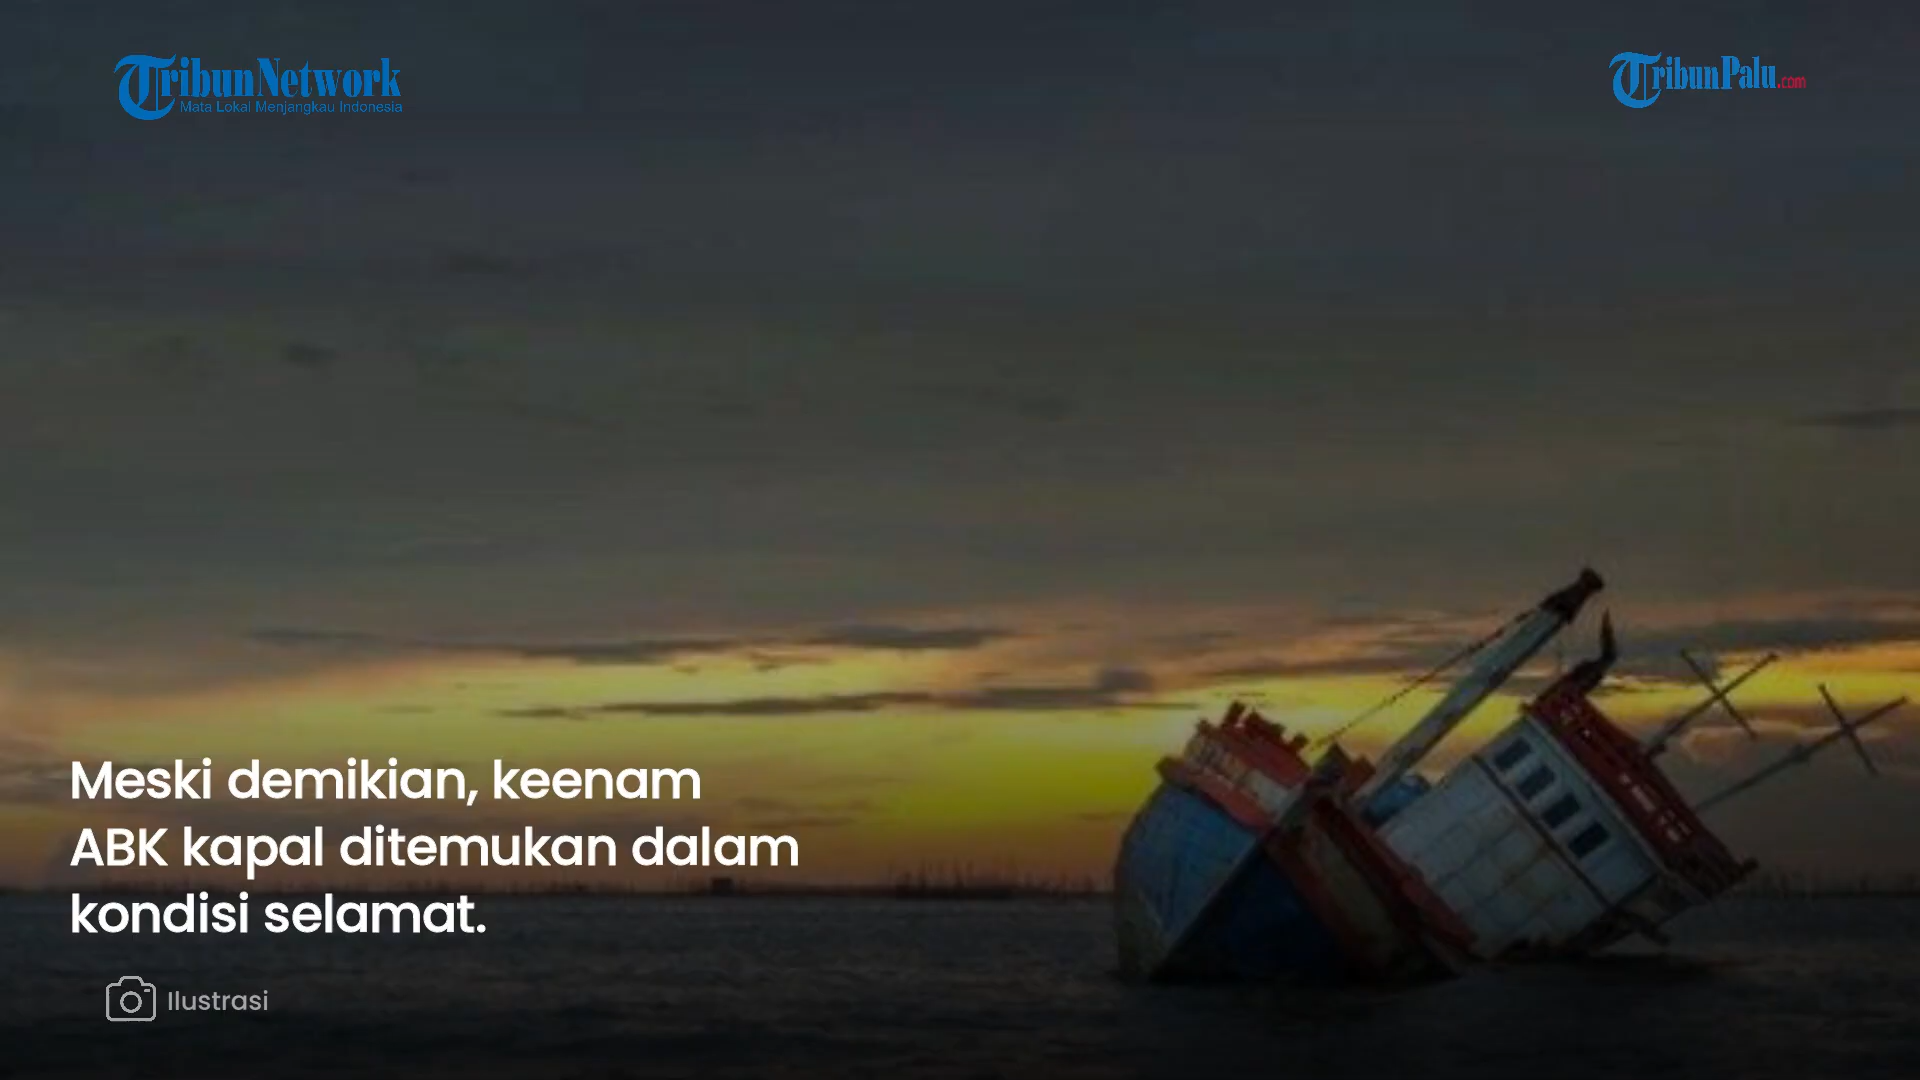 TribunNetwork
Mata Lokal Menjangkau Indonesia
TribunPalu.com
Meski demikian, keenam
ABK kapal ditemukan dalam
kondisi selamat.
Ilustrasi